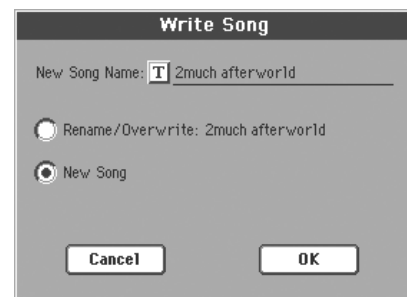 Write Song
New Song Name: T 2much afterworld
Rename/Overwrite: 2much afterworld
New Song
Cancel OK